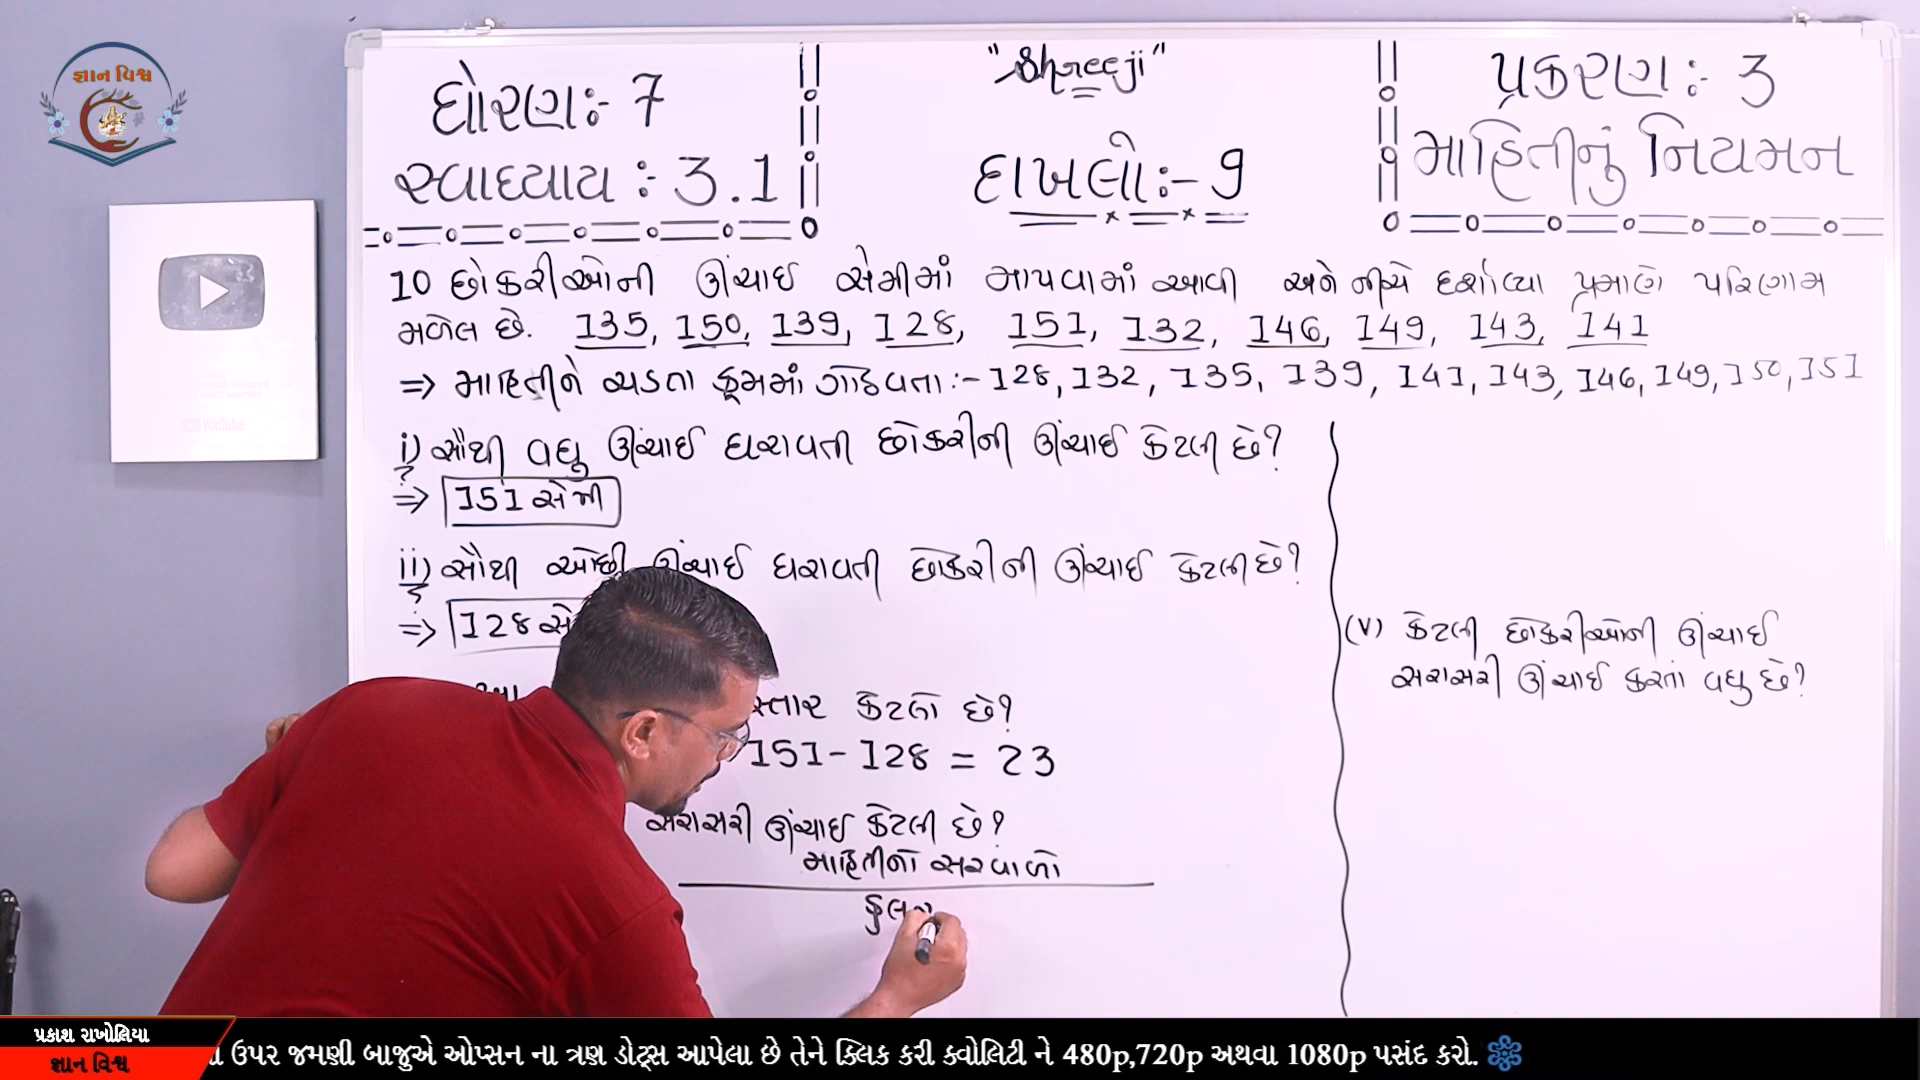 જ્ઞાન વિશ્વ
ધોરણ:- 7
સ્વાધ્યાય :- 3.1
"Shreeji"
દાખલો:- 9
પ્રકરણ :- 3
માહિતીનું નિયમન
10 છોકરીઓની ઊંચાઈ સેમીમાં માપવામાં આવી અને નીચે દર્શાવ્યા પ્રમાણે પરિણામ
મળેલ છે. 135, 150, 139, 128, 151, 132, 146, 149, 143, 141
=> માહિતીને ચડતા ક્રમમાં ગોઠવતા :- 128, 132, 135, 139, 141, 143, 146, 149, 150, 151
i) સૌથી વધુ ઊંચાઈ ધરાવતી છોકરીની ઊંચાઈ કેટલી છે?
=> 151 સેમી
ii) સૌથી ઓછી ઊંચાઈ ધરાવતી છોકરીની ઊંચાઈ કેટલી છે?
=> 128 સે
સ્તાર કેટલો છે?
151 - 128 = 23
સરાસરી ઊંચાઈ કેટલી છે?
માહિતીનો સરવાળો
કુલ
(v) કેટલી છોકરીઓની ઊંચાઈ
સરાસરી ઊંચાઈ કરતાં વધુ છે?
YouTube
પ્રકાશ રાખોલિયા
જ્ઞાન વિશ્વ
ઉપર જમણી બાજુએ ઓપ્સન ના ત્રણ ડોટ્સ આપેલા છે તેને ક્લિક કરી ક્વોલિટી ને 480p,720p અથવા 1080p પસંદ કરો.